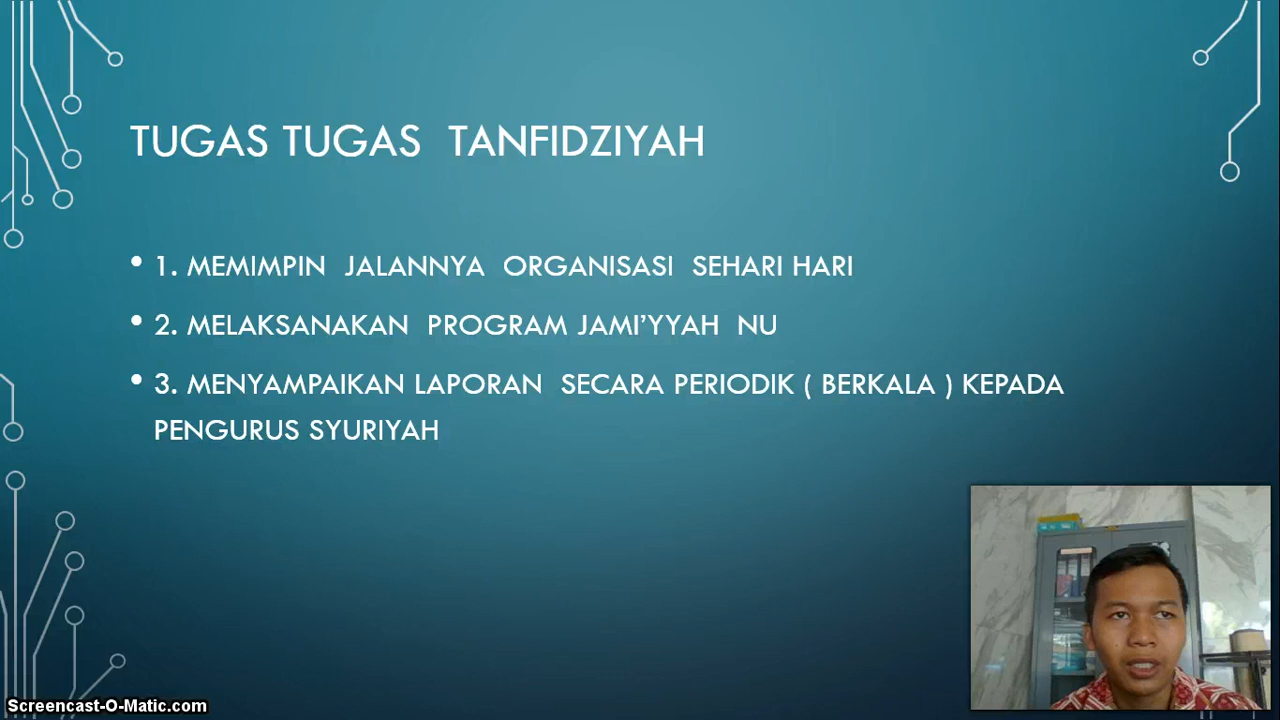 TUGAS TUGAS TANFIDZIYAH
• 1. MEMIMPIN JALANNYA ORGANISASI SEHARI HARI
• 2. MELAKSANAKAN PROGRAM JAMI’YYAH NU
• 3. MENYAMPAIKAN LAPORAN SECARA PERIODIK ( BERKALA ) KEPADA
PENGURUS SYURIYAH
Screencast-O-Matic.com